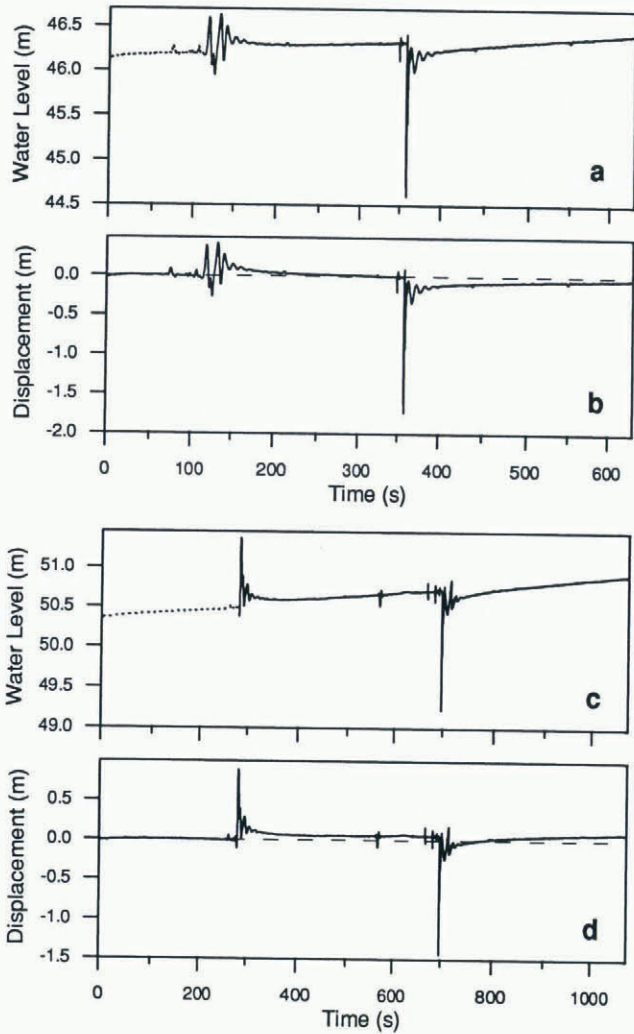 46.5
46.0
45.5
45.0
44.5
Water Level (m)
a
0.0
-0.5
-1.0
-1.5
-2.0
Displacement (m)
b
0 100 200 300 400 500 600
Time (s)
51.0
50.5
50.0
49.5
49.0
Water Level (m)
c
0.5
0.0
-0.5
-1.0
-1.5
Displacement (m)
d
0 200 400 600 800 1000
Time (s)